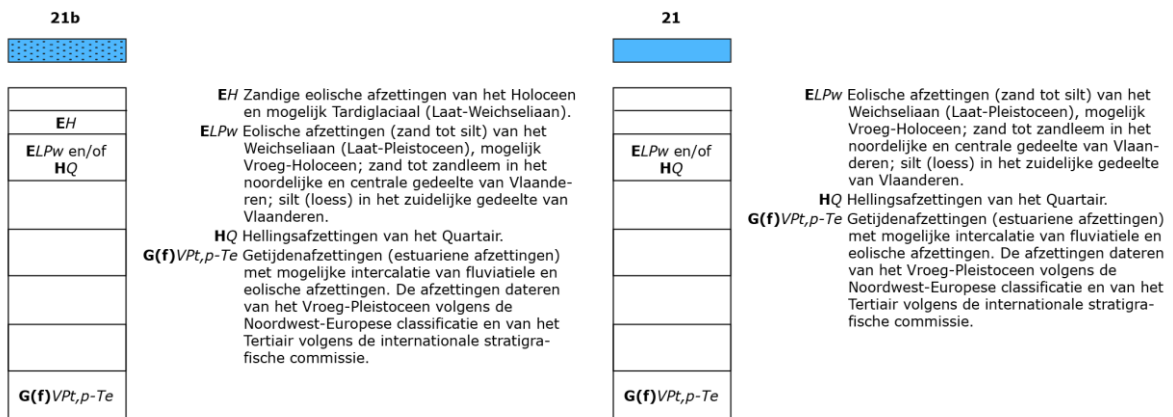 21b
EH
ELPw en/of
HQ
G(f)VPt,p-Te
EH Zandige eolische afzettingen van het Holoceen
en mogelijk Tardiglaciaal (Laat-Weichseliaan).
ELPw Eolische afzettingen (zand tot silt) van het
Weichseliaan (Laat-Pleistoceen), mogelijk
Vroeg-Holoceen; zand tot zandleem in het
noordelijke en centrale gedeelte van Vlaande-
ren; silt (loess) in het zuidelijke gedeelte van
Vlaanderen.
HQ Hellingsafzettingen van het Quartair.
G(f)VPt,p-Te Getijdenafzettingen (estuariene afzettingen)
met mogelijke intercalatie van fluviatiele en
eolische afzettingen. De afzettingen dateren
van het Vroeg-Pleistoceen volgens de
Noordwest-Europese classificatie en van het
Tertiair volgens de internationale stratigra-
fische commissie.
21
ELPw en/of
HQ
G(f)VPt,p-Te
ELPw Eolische afzettingen (zand tot silt) van het
Weichseliaan (Laat-Pleistoceen), mogelijk
Vroeg-Holoceen; zand tot zandleem in het
noordelijke en centrale gedeelte van Vlaan-
deren; silt (loess) in het zuidelijke gedeelte
van Vlaanderen.
HQ Hellingsafzettingen van het Quartair.
G(f)VPt,p-Te Getijdenafzettingen (estuariene afzettingen)
met mogelijke intercalatie van fluviatiele en
eolische afzettingen. De afzettingen dateren
van het Vroeg-Pleistoceen volgens de
Noordwest-Europese classificatie en van het
Tertiair volgens de internationale stratigra-
fische commissie.